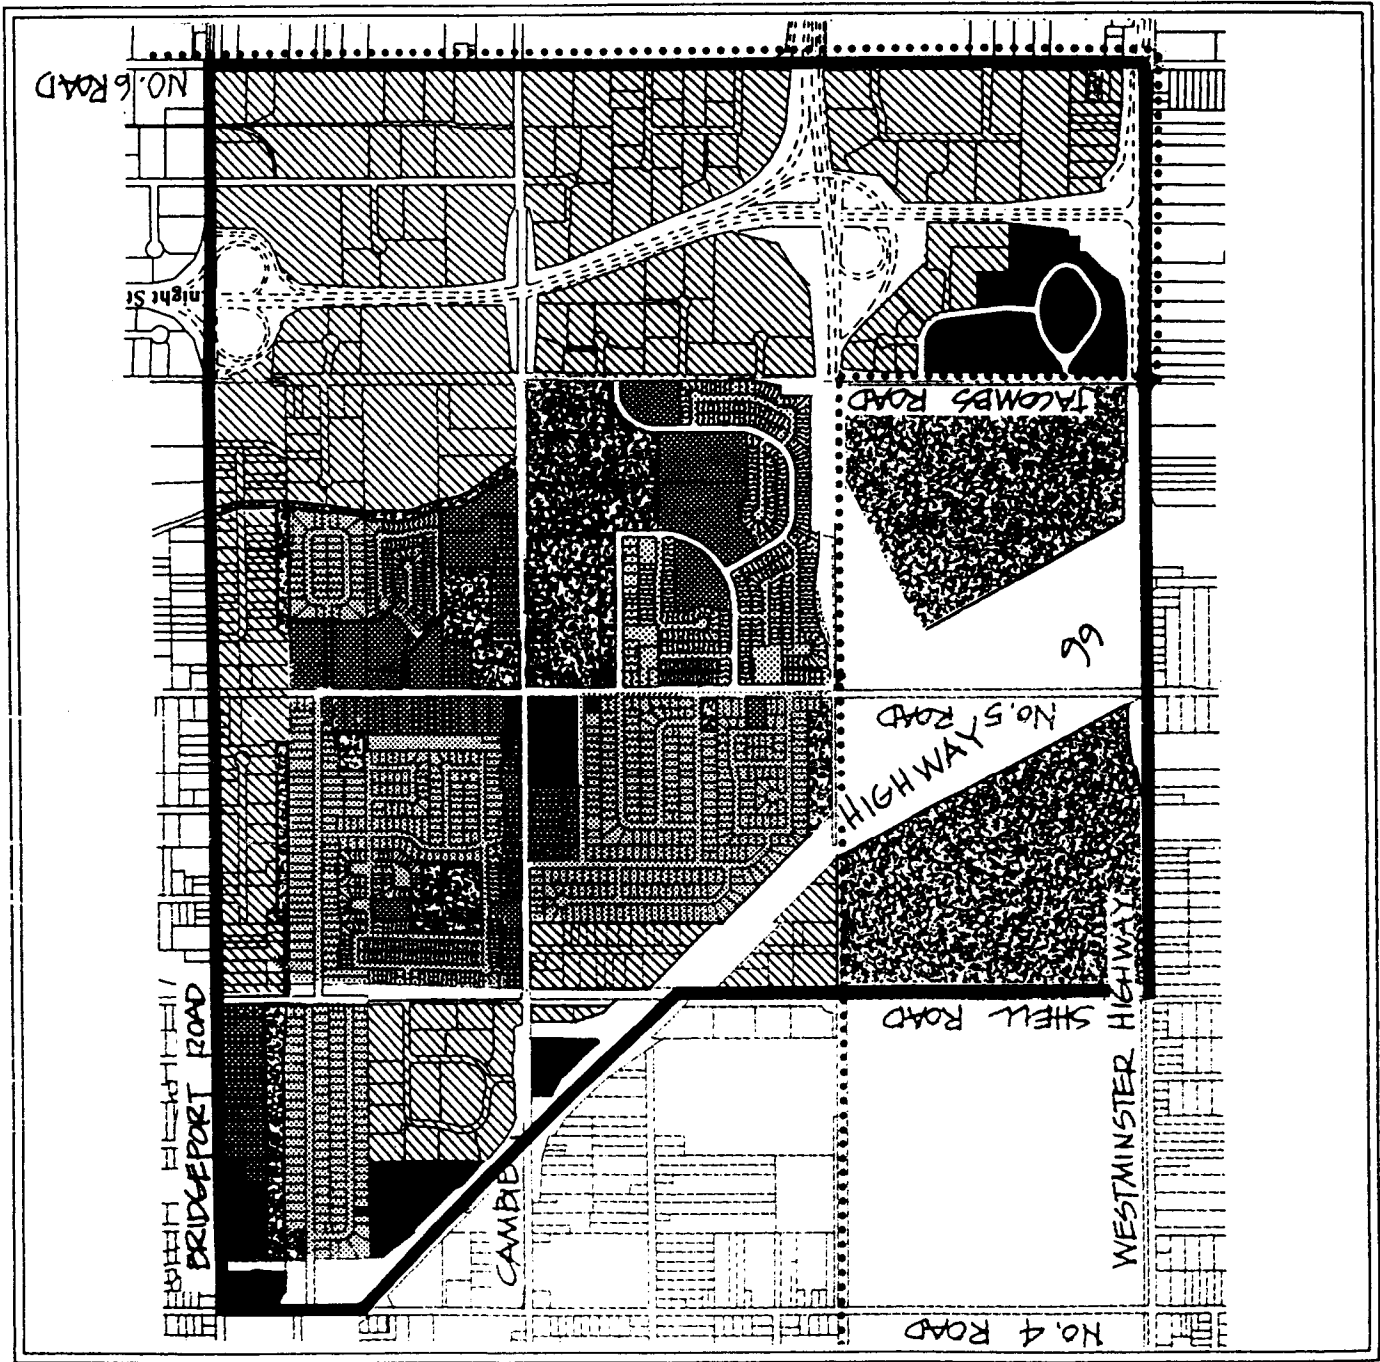 NO. 6 ROAD
night St
JACOMBS ROAD
99
No. 5 ROAD
HIGHWAY
BRIDGEPORT ROAD
CAMBIE
SHELL ROAD
WESTMINSTER HIGHWAY
No. 4 ROAD